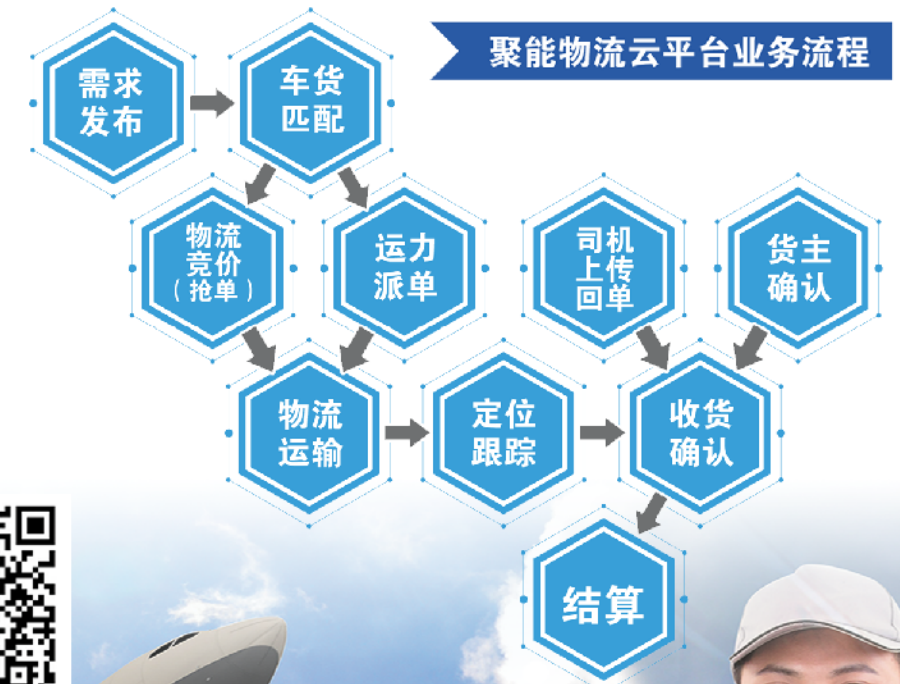 聚能物流云平台业务流程
需求
发布
车货
匹配
物流
竞价
（抢单）
运力
派单
司机
上传
回单
货主
确认
物流
运输
定位
跟踪
收货
确认
结算